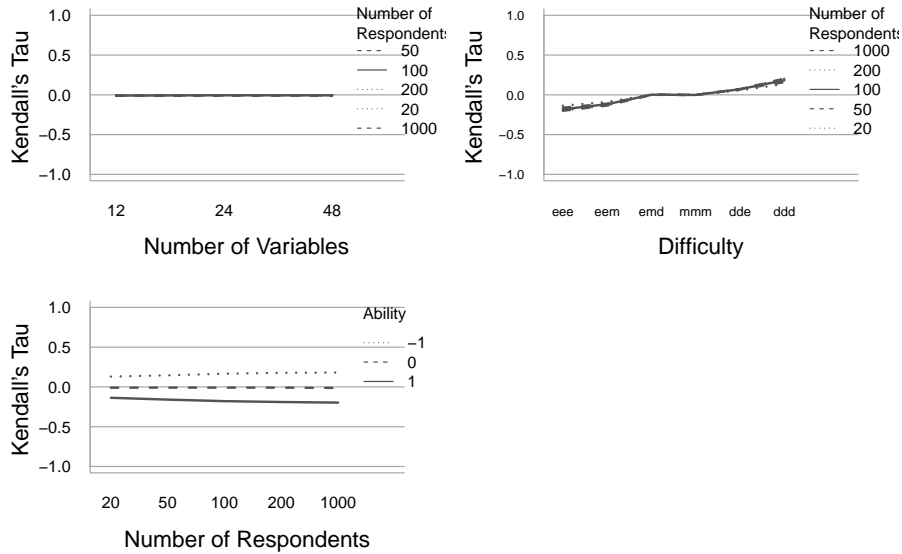 Number of
Respondents
50
100
200
20
1000
1.0
0.5
0.0
−0.5
−1.0
Kendall's Tau
12 24 48
Number of Variables
Number of
Respondents
1000
200
100
50
20
1.0
0.5
0.0
−0.5
−1.0
Kendall's Tau
eee eem emd mmm dde ddd
Difficulty
Ability
−1
0
1
1.0
0.5
0.0
−0.5
−1.0
Kendall's Tau
20 50 100 200 1000
Number of Respondents